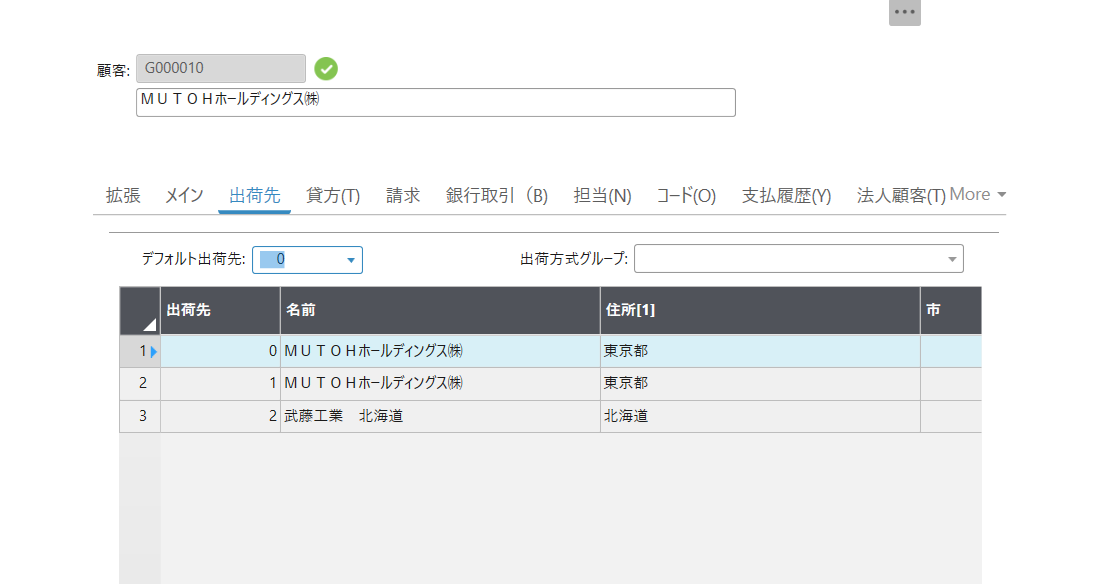 顧客: G000010
ＭＵＴＯＨホールディングス㈱
拡張 メイン 出荷先 貸方(T) 請求 銀行取引（B) 担当(N) コード(O) 支払履歴(Y) 法人顧客(T) More
デフォルト出荷先: 0 出荷方式グループ:
出荷先 名前 住所[1] 市
1 0 ＭＵＴＯＨホールディングス㈱ 東京都
2 1 ＭＵＴＯＨホールディングス㈱ 東京都
3 2 武藤工業　北海道 北海道